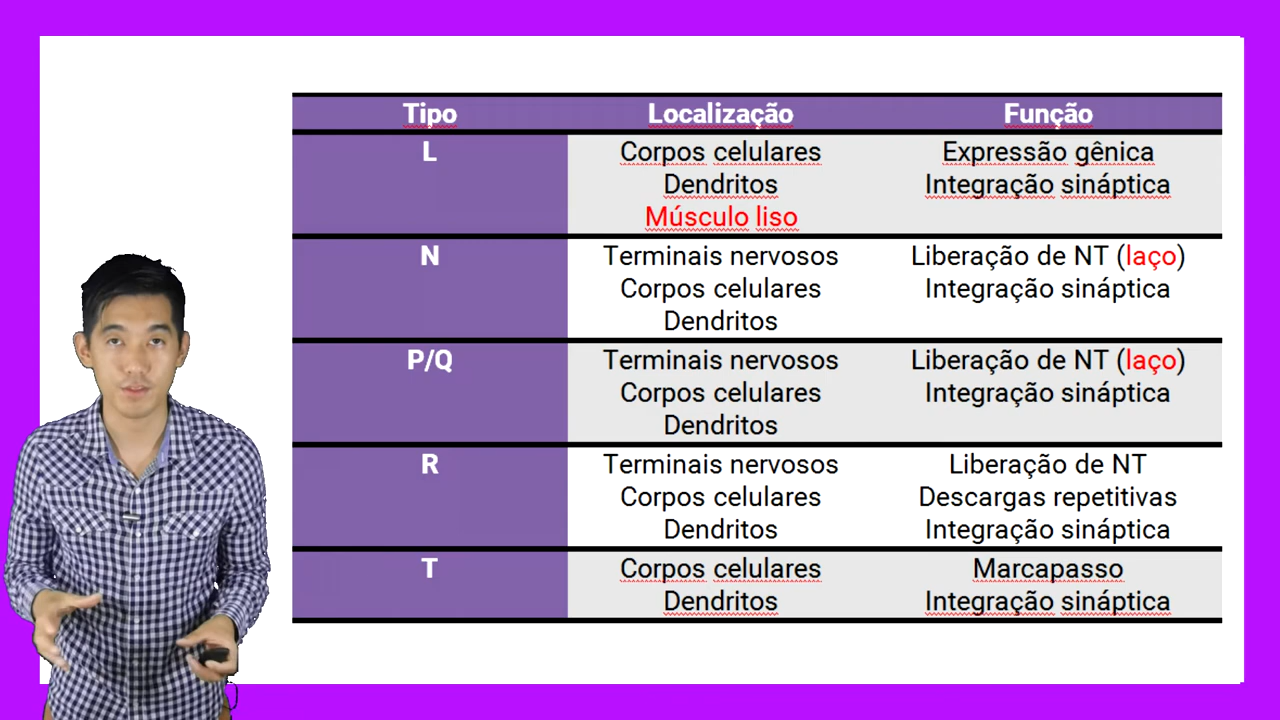 Tipo Localização Função
L Corpos celulares Expressão gênica
Dendritos Integração sináptica
Músculo liso
N Terminais nervosos Liberação de NT (laço)
Corpos celulares Integração sináptica
Dendritos
P/Q Terminais nervosos Liberação de NT (laço)
Corpos celulares Integração sináptica
Dendritos
R Terminais nervosos Liberação de NT
Corpos celulares Descargas repetitivas
Dendritos Integração sináptica
T Corpos celulares Marcapasso
Dendritos Integração sináptica